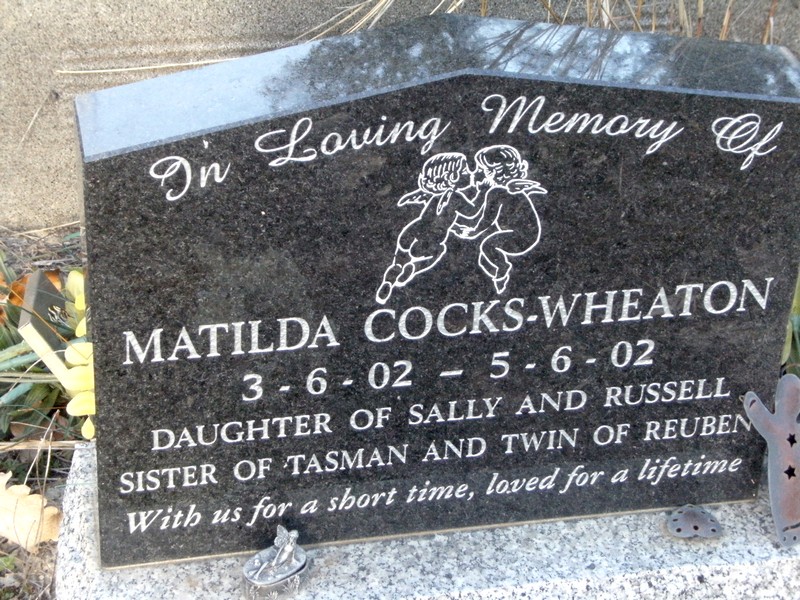 In Loving Memory Of
MATILDA COCKS-WHEATON
3 - 6 - 02 – 5 - 6 - 02
DAUGHTER OF SALLY AND RUSSELL
SISTER OF TASMAN AND TWIN OF REUBEN
With us for a short time, loved for a lifetime